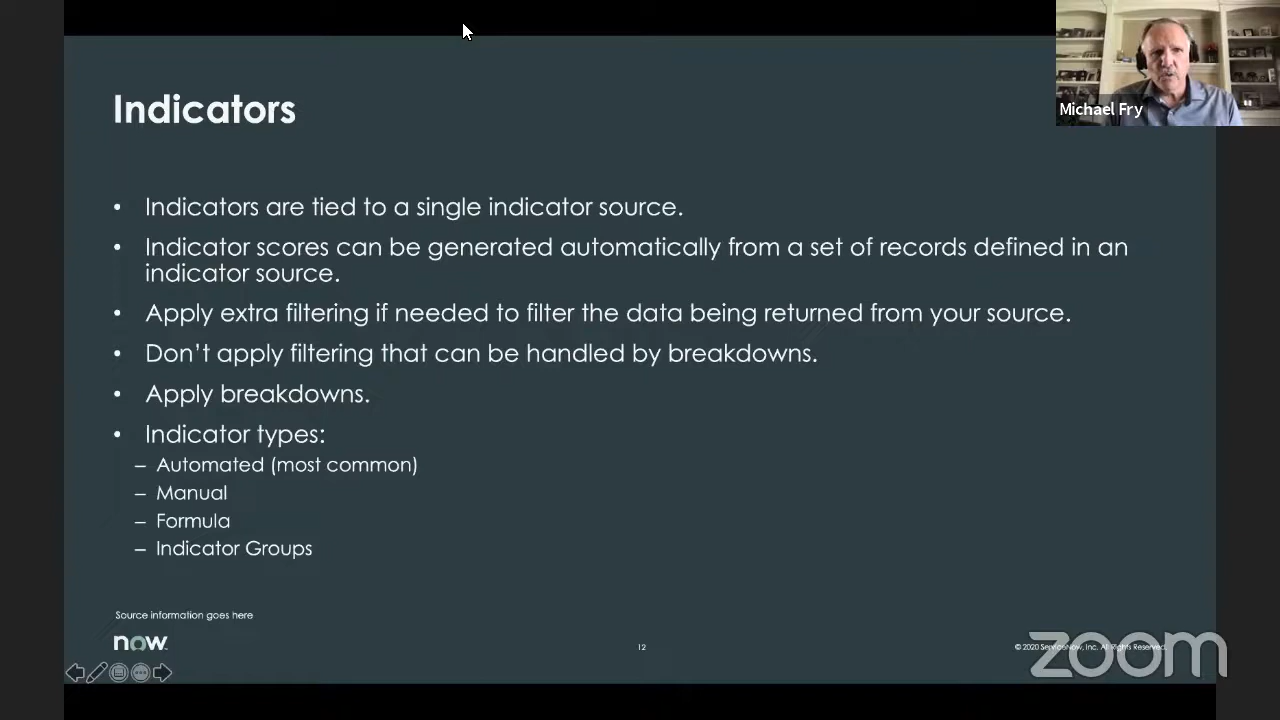 Indicators
Michael Fry
• Indicators are tied to a single indicator source.
• Indicator scores can be generated automatically from a set of records defined in an
indicator source.
• Apply extra filtering if needed to filter the data being returned from your source.
• Don’t apply filtering that can be handled by breakdowns.
• Apply breakdowns.
• Indicator types:
– Automated (most common)
– Manual
– Formula
– Indicator Groups
Source information goes here
now
12
© 2020 ServiceNow, Inc. All Rights Reserved.
zoom